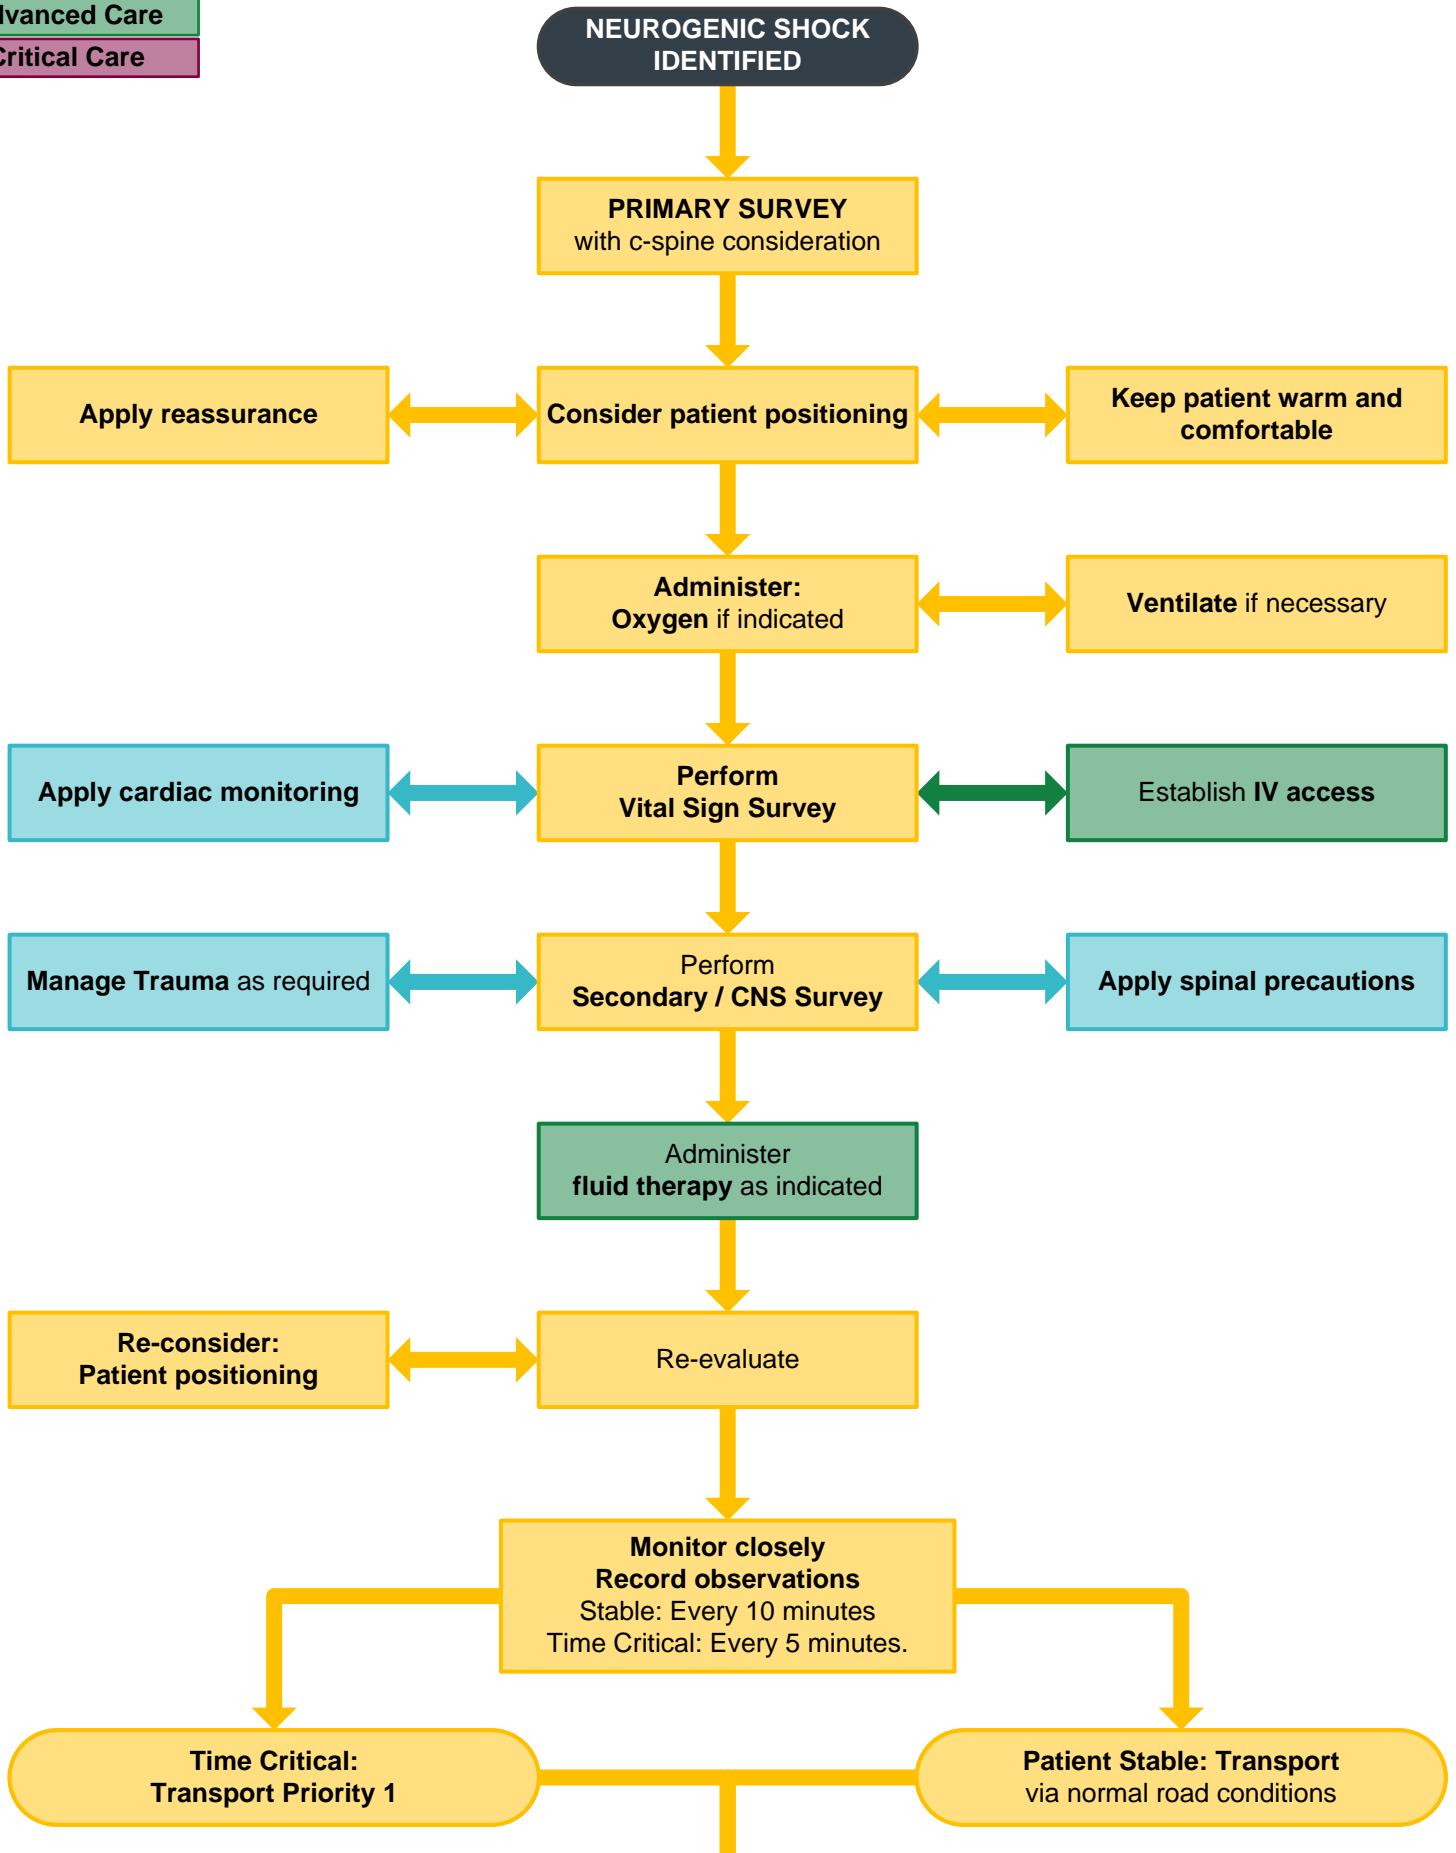 dvanced Care
Critical Care
NEUROGENIC SHOCK
IDENTIFIED
PRIMARY SURVEY
with c-spine consideration
Apply reassurance
Consider patient positioning
Keep patient warm and
comfortable
Administer:
Oxygen if indicated
Ventilate if necessary
Apply cardiac monitoring
Perform
Vital Sign Survey
Establish IV access
Manage Trauma as required
Perform
Secondary / CNS Survey
Apply spinal precautions
Administer
fluid therapy as indicated
Re-consider:
Patient positioning
Re-evaluate
Monitor closely
Record observations
Stable: Every 10 minutes
Time Critical: Every 5 minutes.
Time Critical:
Transport Priority 1
Patient Stable: Transport
via normal road conditions